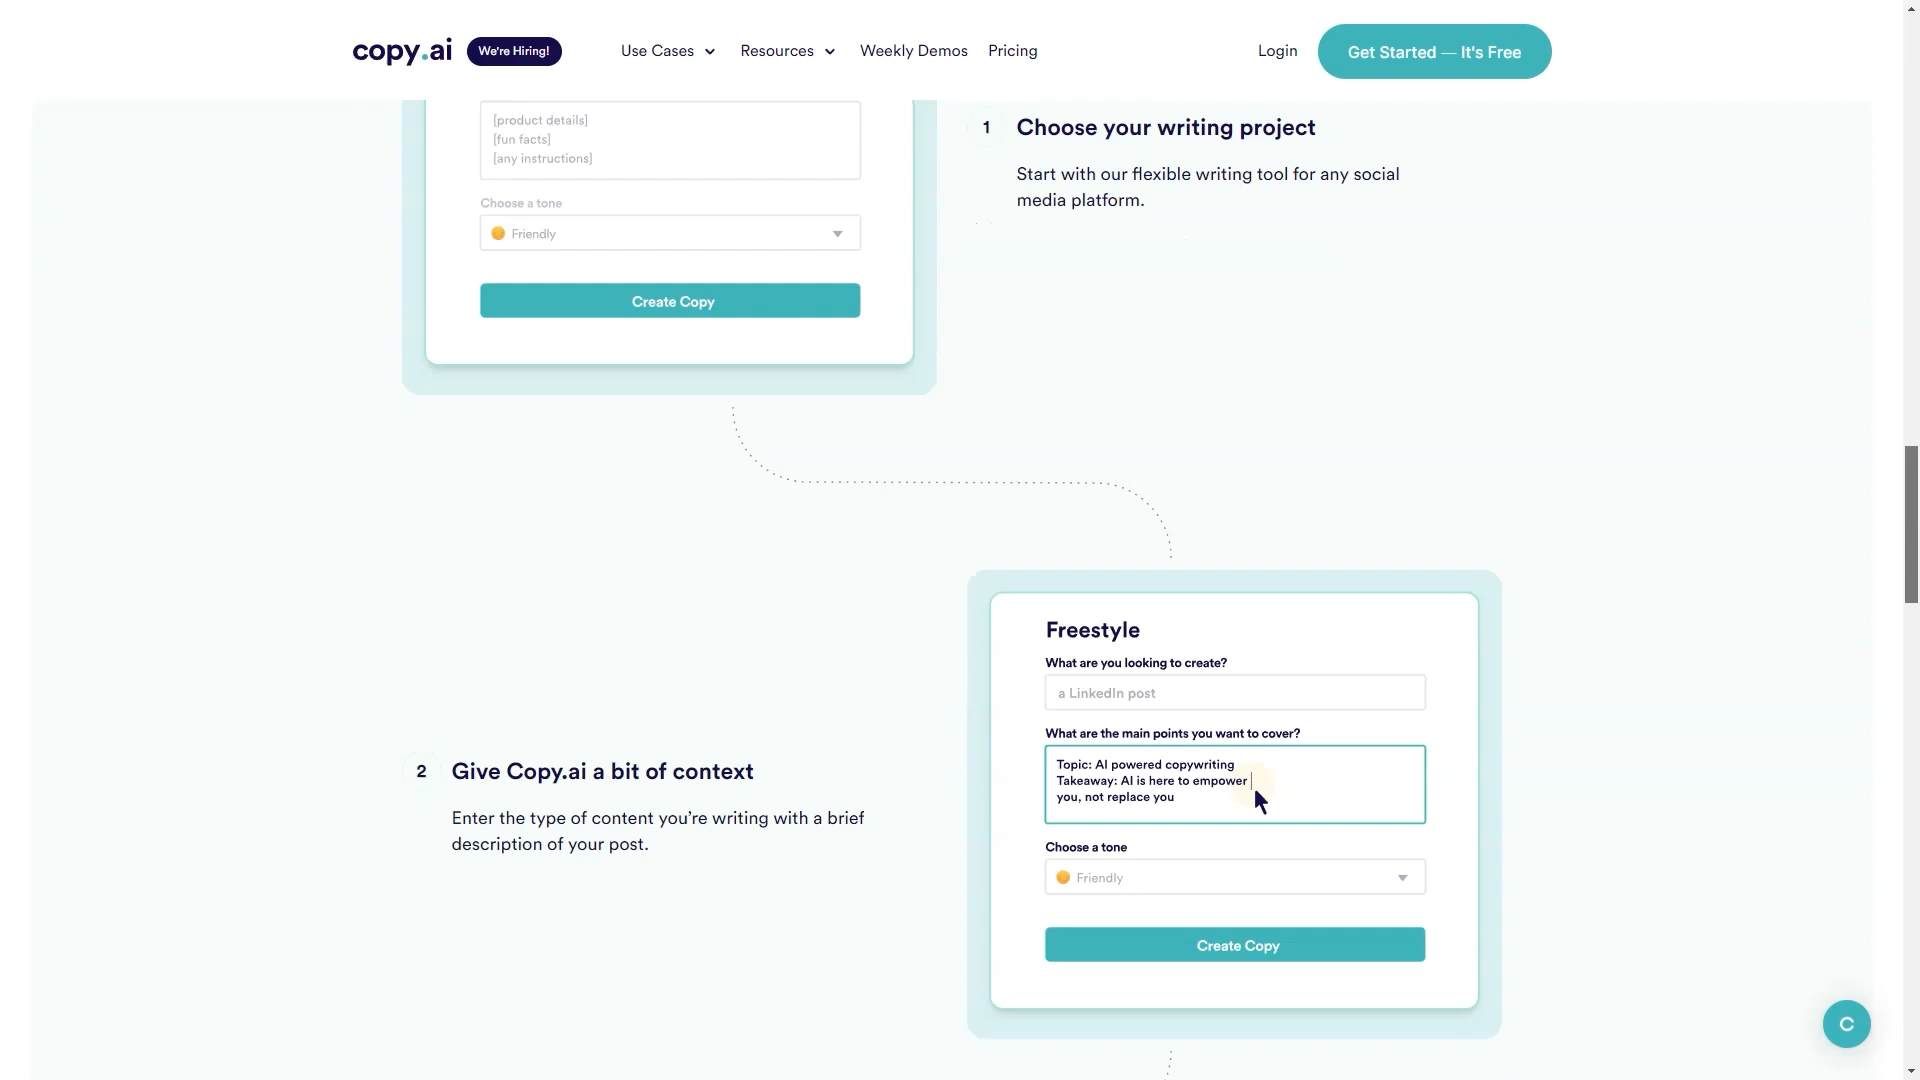 copy.ai
We're Hiring!
Use Cases
Resources
Weekly Demos
Pricing
Login
Get Started — It's Free
[product details]
[fun facts]
[any instructions]
Choose a tone
Friendly
Create Copy
1
Choose your writing project
Start with our flexible writing tool for any social
media platform.
2
Give Copy.ai a bit of context
Enter the type of content you're writing with a brief
description of your post.
Freestyle
What are you looking to create?
a LinkedIn post
What are the main points you want to cover?
Topic: AI powered copywriting
Takeaway: AI is here to empower
you, not replace you
Choose a tone
Friendly
Create Copy
C